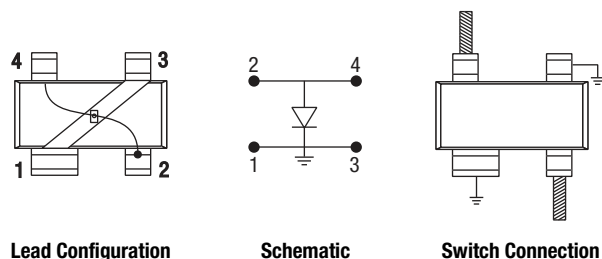 4 3
1 2
2 4
1 3
Lead Configuration
Schematic
Switch Connection